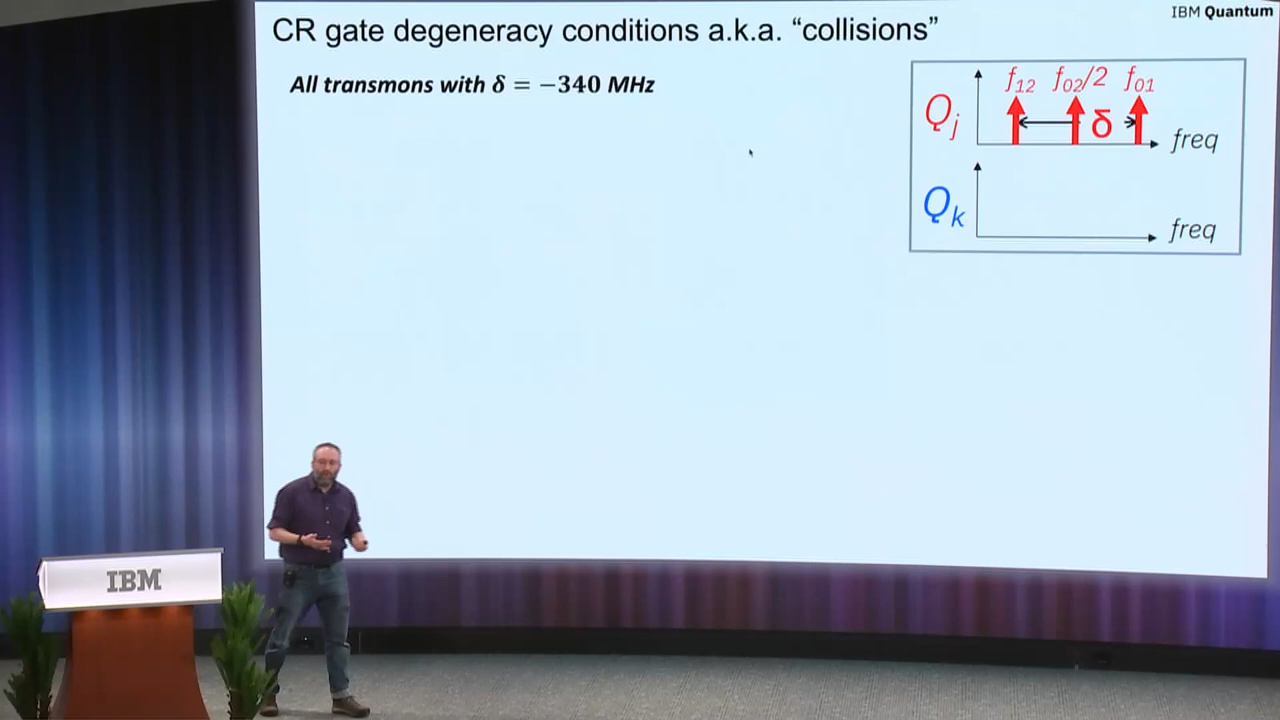 IBM Quantum
CR gate degeneracy conditions a.k.a. “collisions”
All transmons with δ = −340 MHz
f12 f02/2 f01
Qj
δ
freq
Qk
freq
IBM